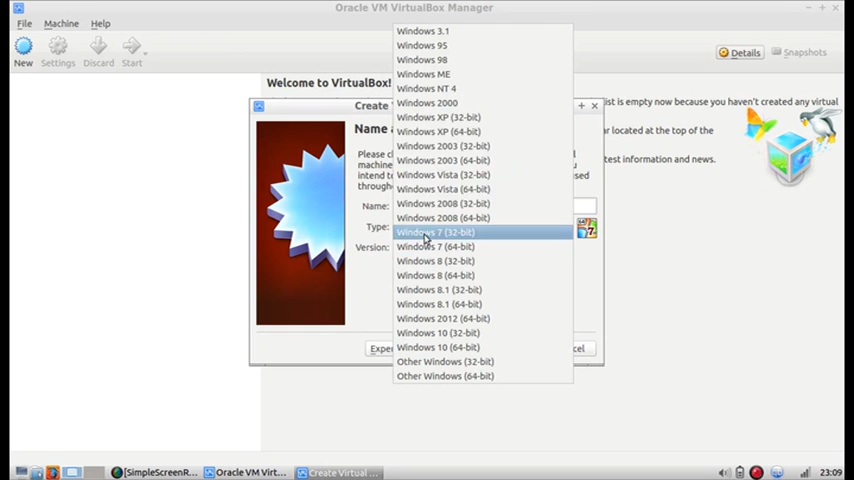 Oracle VM VirtualBox Manager
File Machine Help
New Settings Discard Start
Details Snapshots
Welcome to VirtualBox!
list is empty now because you haven't created any virtual
ar located at the top of the
test information and news.
Create
Name a
Please ch
machine
intend to
througho
used
Name:
Type:
Version:
Windows 3.1
Windows 95
Windows 98
Windows ME
Windows NT 4
Windows 2000
Windows XP (32-bit)
Windows XP (64-bit)
Windows 2003 (32-bit)
Windows 2003 (64-bit)
Windows Vista (32-bit)
Windows Vista (64-bit)
Windows 2008 (32-bit)
Windows 2008 (64-bit)
Windows 7 (32-bit)
Windows 7 (64-bit)
Windows 8 (32-bit)
Windows 8 (64-bit)
Windows 8.1 (32-bit)
Windows 8.1 (64-bit)
Windows 2012 (64-bit)
Windows 10 (32-bit)
Windows 10 (64-bit)
Other Windows (32-bit)
Other Windows (64-bit)
Exper
cel
[SimpleScreenR... Oracle VM Virt... Create Virtual ... 23:09